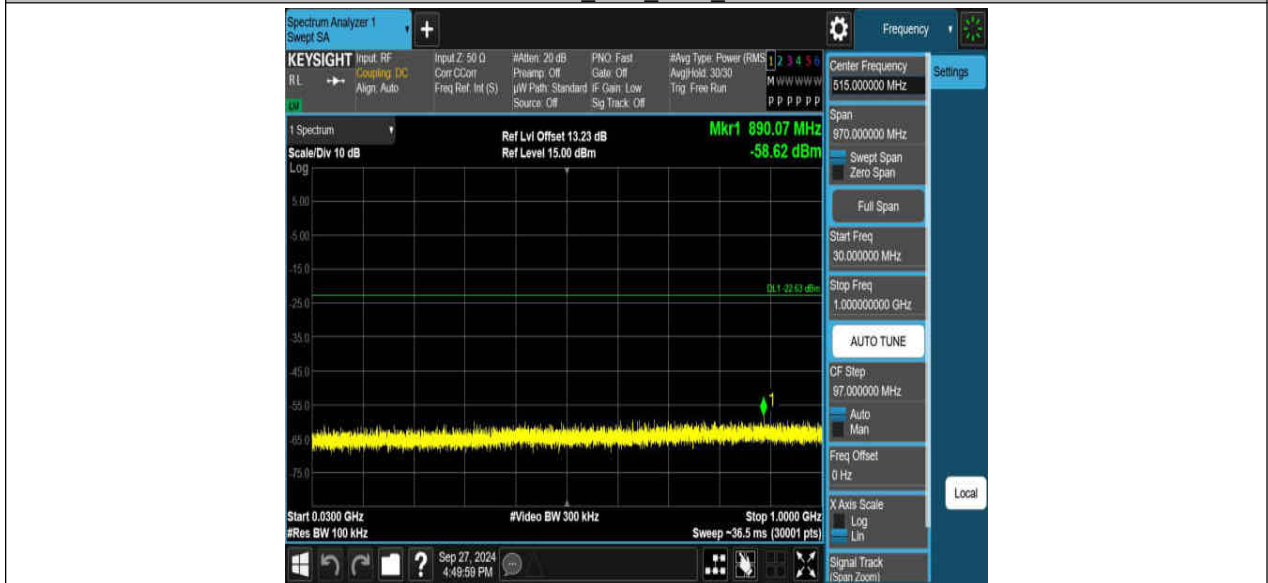 Spectrum Analyzer 1
Swept SA
+
Frequency
KEYSIGHT
RL
Input: RF
Coupling: DC
Align: Auto
Input Z: 50 Ω
Corr CCorr
Freq Ref: Int (S)
#Atten: 20 dB
Preamp: Off
µW Path: Standard
Source: Off
PNO: Fast
Gate: Off
IF Gain: Low
Sig Track: Off
#Avg Type: Power (RMS
Avg|Hold: 30/30
Trig: Free Run
1 2 3 4 5 6
M W W W W W
P P P P P P
1 Spectrum
Scale/Div 10 dB
Log
Ref Lvl Offset 13.23 dB
Ref Level 15.00 dBm
Mkr1 890.07 MHz
-58.62 dBm
5.00
-5.00
-15.0
-25.0
-35.0
-45.0
-55.0
-65.0
-75.0
DL1 -22.63 dBm
1
Start 0.0300 GHz
#Res BW 100 kHz
#Video BW 300 kHz
Stop 1.0000 GHz
Sweep ~36.5 ms (30001 pts)
Center Frequency
515.000000 MHz
Settings
Span
970.000000 MHz
Swept Span
Zero Span
Full Span
Start Freq
30.000000 MHz
Stop Freq
1.000000000 GHz
AUTO TUNE
CF Step
97.000000 MHz
Auto
Man
Freq Offset
0 Hz
X Axis Scale
Log
Lin
Local
Signal Track
(Span Zoom)
?
Sep 27, 2024
4:49:59 PM